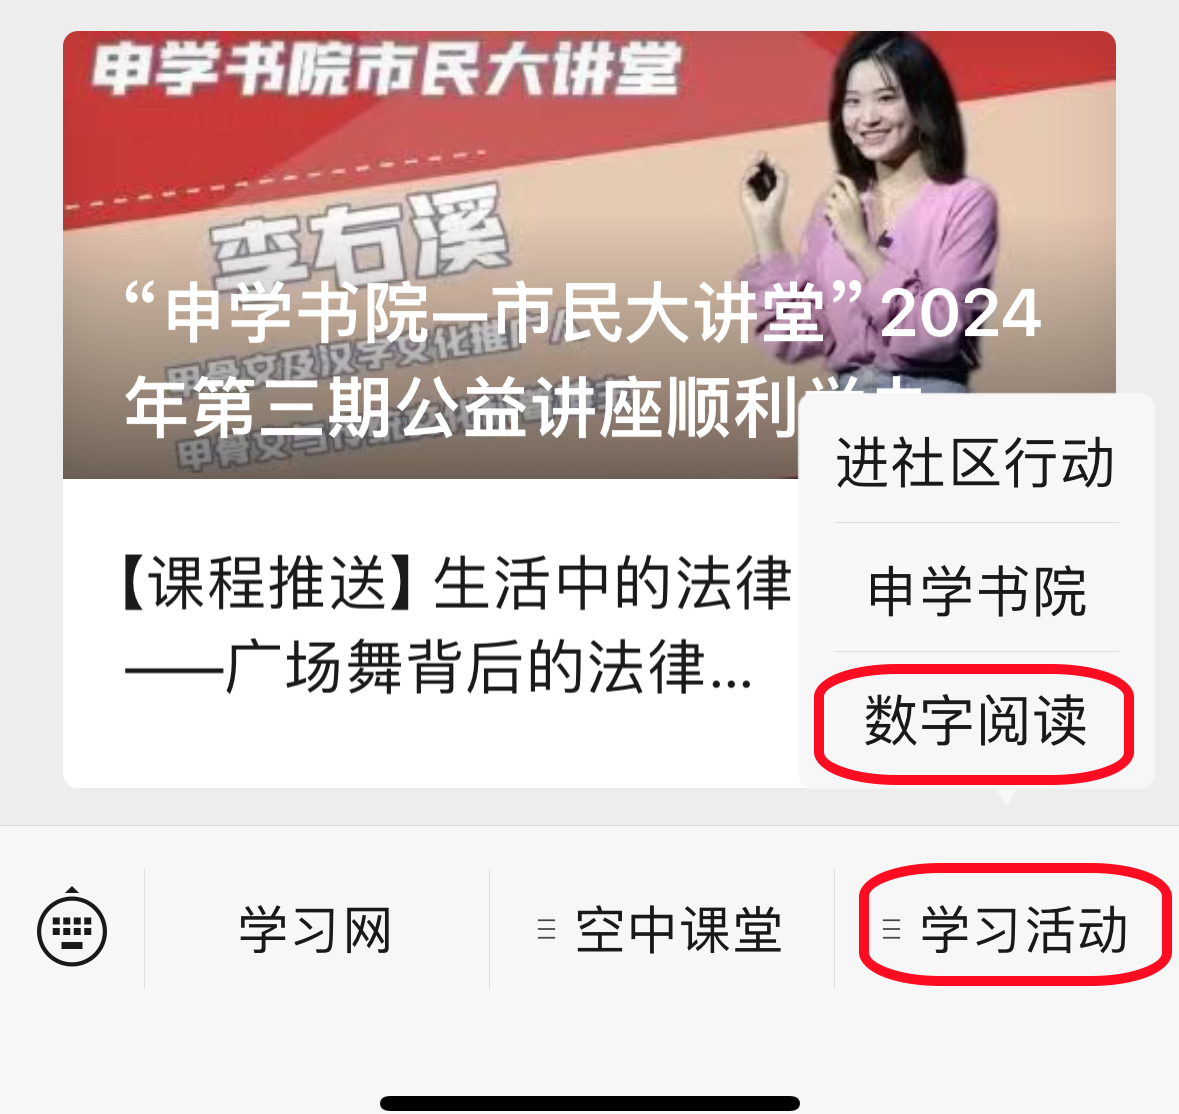 申学书院市民大讲堂
李右溪
“申学书院—市民大讲堂”2024
年第三期公益讲座顺利
【课程推送】生活中的法律
——广场舞背后的法律...
进社区行动
申学书院
数字阅读
学习网
空中课堂
学习活动